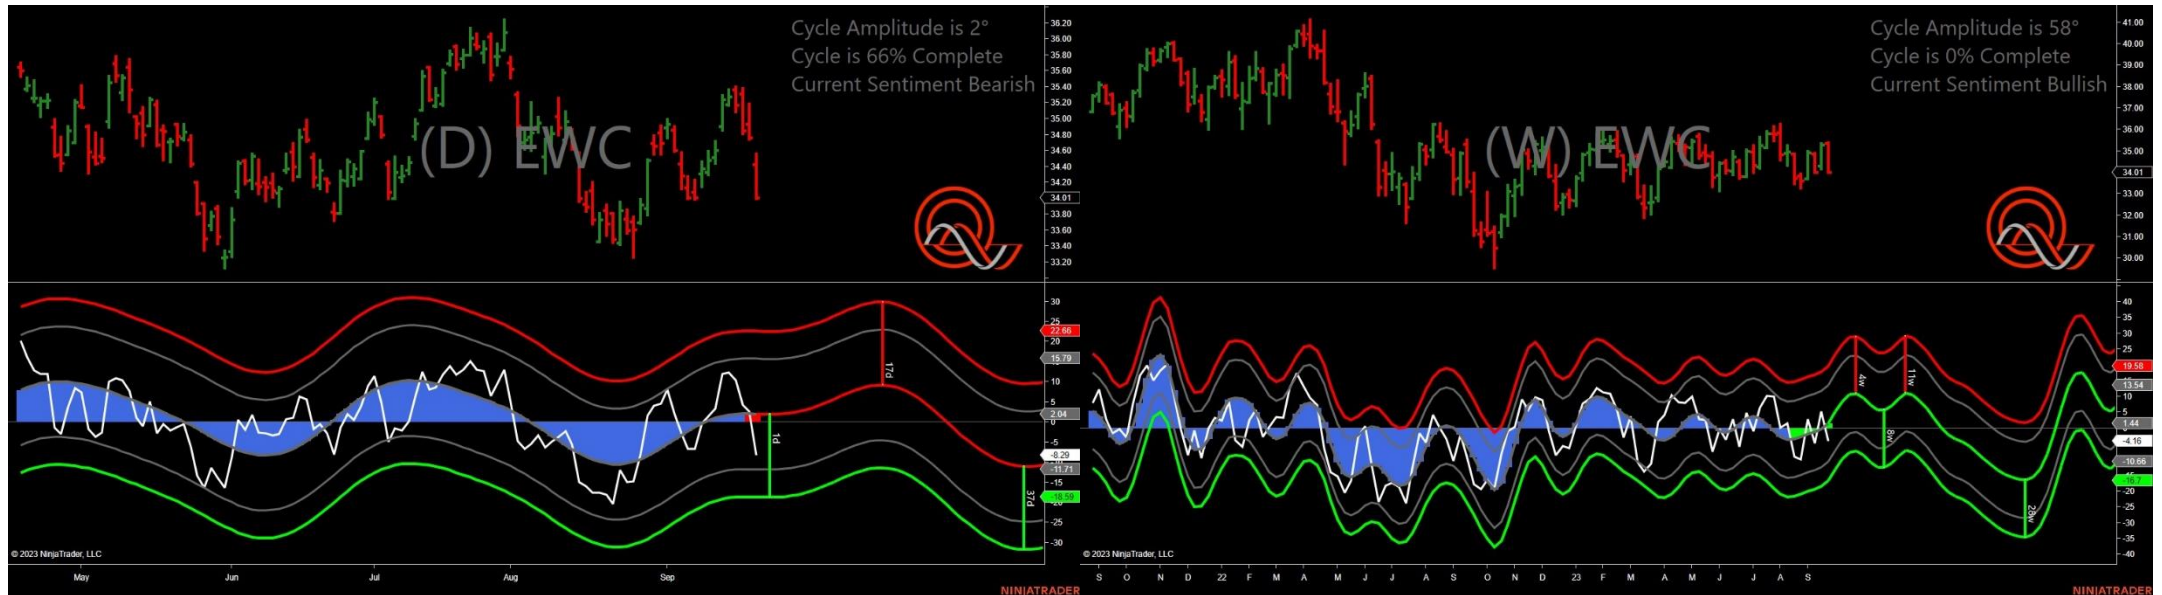 Cycle Amplitude is 2°
Cycle is 66% Complete
Current Sentiment Bearish
(D) EWC
36.20
36.00
35.80
35.60
35.40
35.20
35.00
34.80
34.60
34.40
34.20
34.01
33.80
33.60
33.40
33.20
30
25
22.66
20
15.79
10
5
2.04
0
-5
-8.29
-11.71
-18.59
-25
-30
17d
1d
37d
© 2023 NinjaTrader, LLC
May Jun Jul Aug Sep
NINJATRADER
Cycle Amplitude is 58°
Cycle is 0% Complete
Current Sentiment Bullish
(W) EWC
41.00
40.00
39.00
38.00
37.00
36.00
35.00
34.01
33.00
32.00
31.00
30.00
40
35
30
25
19.58
13.54
10
5
1.44
-4.16
-10.66
-16.7
-20
-25
-30
-35
-40
4w
11w
8w
28w
© 2023 NinjaTrader, LLC
S O N D 22 F M A M J J A S O N D 23 F M A M J J A S
NINJATRADER